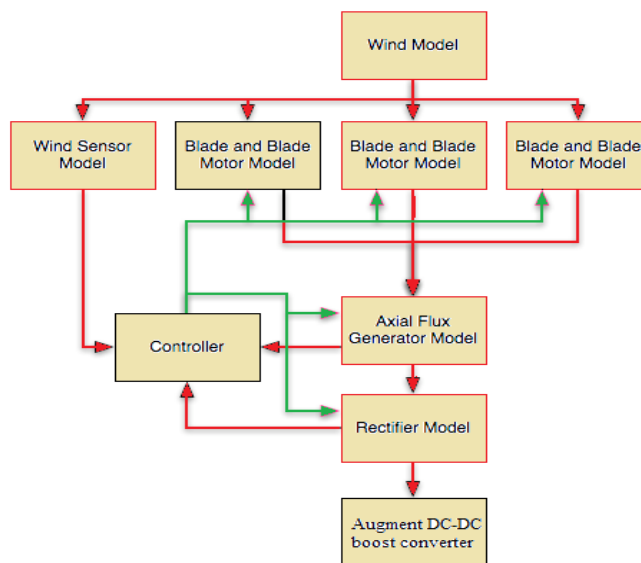 Wind Model
Wind Sensor
Model
Blade and Blade
Motor Model
Blade and Blade
Motor Model
Blade and Blade
Motor Model
Controller
Axial Flux
Generator Model
Rectifier Model
Augment DC-DC
boost converter